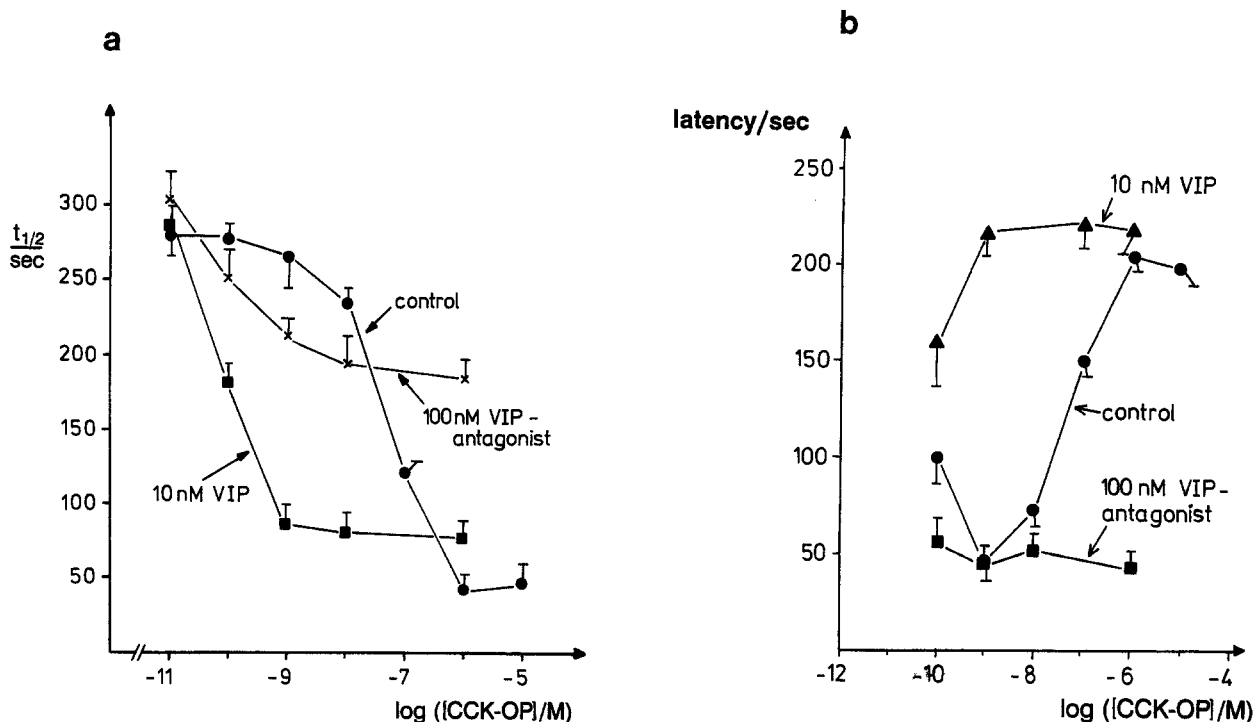 a
t1/2
sec
300
250
200
150
100
50
control
100 nM VIP -
antagonist
10 nM VIP
-11
-9
-7
-5
log ([CCK-OP]/M)
b
latency/sec
250
200
150
100
50
10 nM VIP
control
100 nM VIP -
antagonist
-12
-10
-8
-6
-4
log ([CCK-OP]/M)